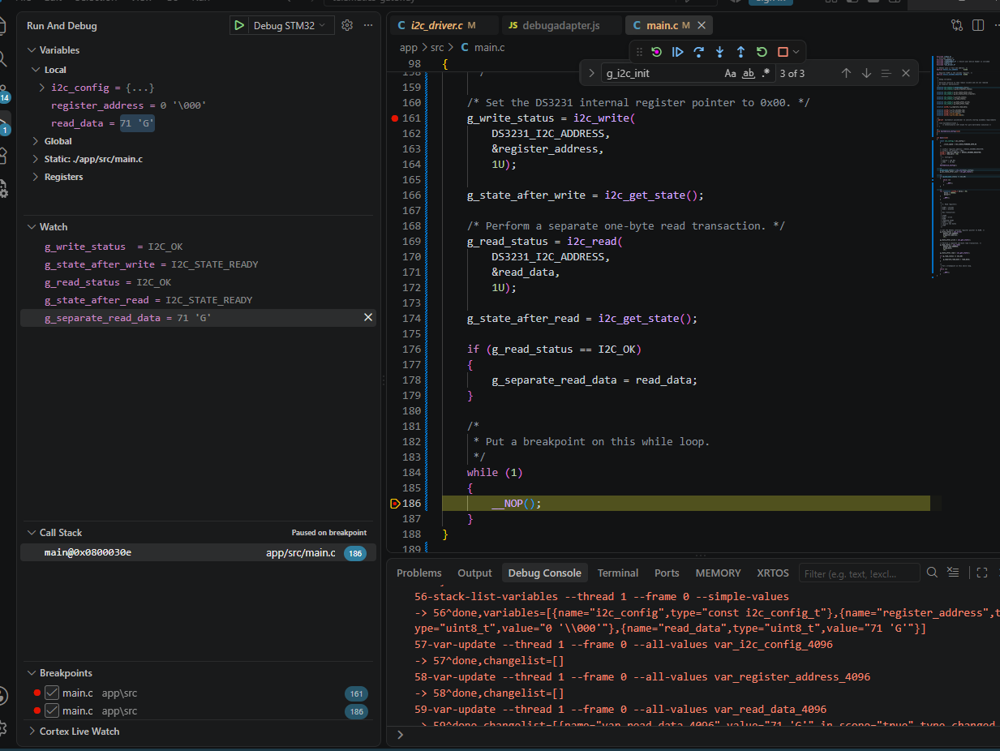 Run And Debug
Debug STM32
Variables
Local
i2c_config = {...}
register_address = 0 '\000'
read_data = 71 'G'
Global
Static: ./app/src/main.c
Registers
Watch
g_write_status = I2C_OK
g_state_after_write = I2C_STATE_READY
g_read_status = I2C_OK
g_state_after_read = I2C_STATE_READY
g_separate_read_data = 71 'G'
Call Stack
Paused on breakpoint
main@0x0800030e app/src/main.c 186
Breakpoints
main.c app\src 161
main.c app\src 186
Cortex Live Watch
14
1
C i2c_driver.c M
JS debugadapter.js
C main.c M
app > src > C main.c
g_i2c_init Aa ab .* 3 of 3
98 {
158 */
159
160 /* Set the DS3231 internal register pointer to 0x00. */
161 g_write_status = i2c_write(
162 DS3231_I2C_ADDRESS,
163 &register_address,
164 1U);
165
166 g_state_after_write = i2c_get_state();
167
168 /* Perform a separate one-byte read transaction. */
169 g_read_status = i2c_read(
170 DS3231_I2C_ADDRESS,
171 &read_data,
172 1U);
173
174 g_state_after_read = i2c_get_state();
175
176 if (g_read_status == I2C_OK)
177 {
178 g_separate_read_data = read_data;
179 }
180
181 /*
182 * Put a breakpoint on this while loop.
183 */
184 while (1)
185 {
186 __NOP();
187 }
188 }
189
Problems Output Debug Console Terminal Ports MEMORY XRTOS
Filter (e.g. text, !excl...
56-stack-list-variables --thread 1 --frame 0 --simple-values
-> 56^done,variables=[{name="i2c_config",type="const i2c_config_t"},{name="register_address",t
ype="uint8_t",value="0 '\\000'"},{name="read_data",type="uint8_t",value="71 'G'"}]
57-var-update --thread 1 --frame 0 --all-values var_i2c_config_4096
-> 57^done,changelist=[]
58-var-update --thread 1 --frame 0 --all-values var_register_address_4096
-> 58^done,changelist=[]
59-var-update --thread 1 --frame 0 --all-values var_read_data_4096
-> 59^done,changelist=[{name="var_read_data_4096",value="71 'G'",in_scope="true",type_changed